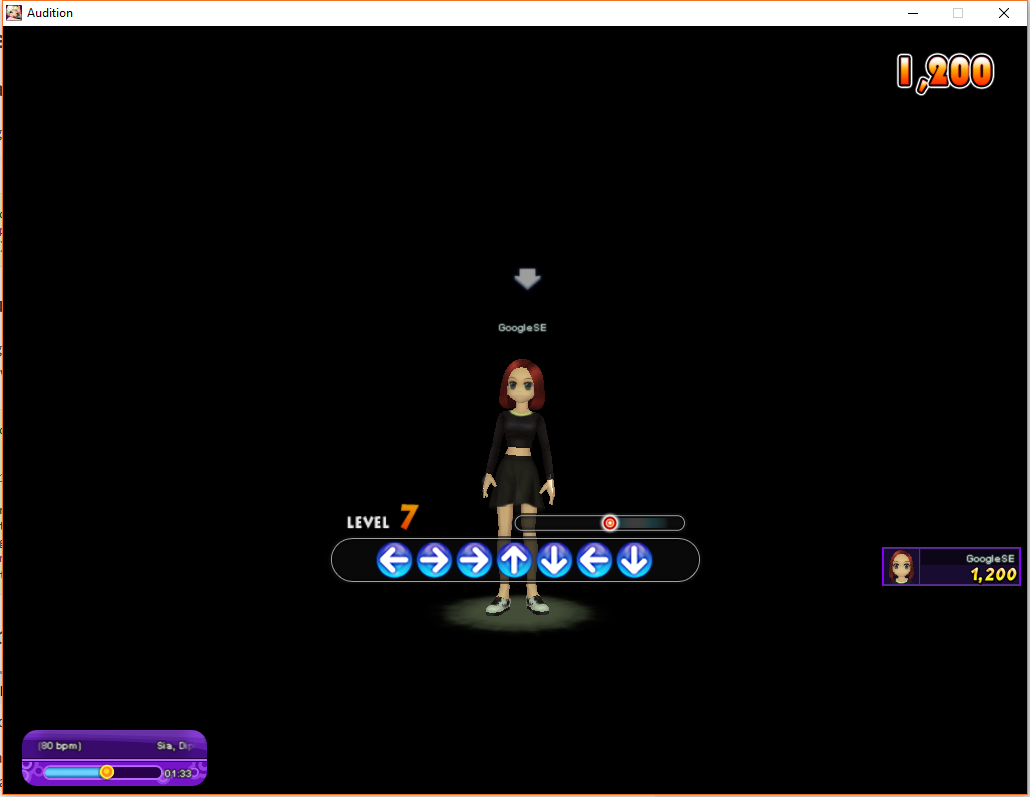 Audition
1,200
GoogleSE
LEVEL 7
GoogleSE
1,200
(80 bpm) Sia, Dip
01:33